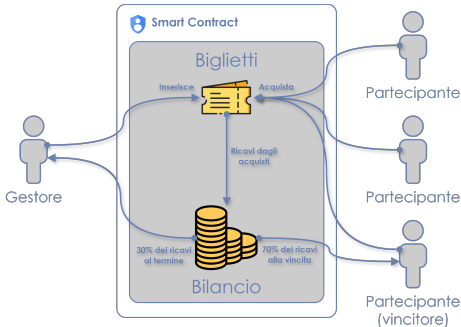 Smart Contract
Biglietti
Inserisce
Acquista
Partecipante
Ricavi dagli
acquisti
Gestore
Partecipante
30% dei ricavi
al termine
70% dei ricavi
alla vincita
Bilancio
Partecipante
(vincitore)